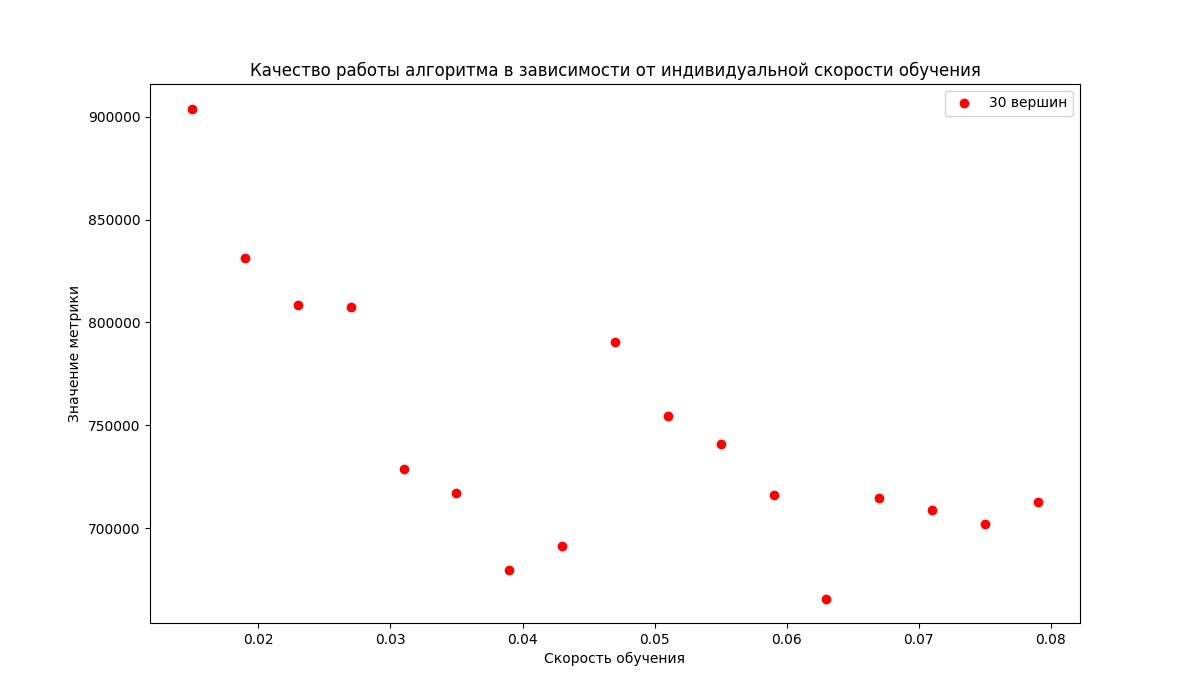 Качество работы алгоритма в зависимости от индивидуальной скорости обучения
30 вершин
900000
850000
800000
750000
700000
Значение метрики
0.02 0.03 0.04 0.05 0.06 0.07 0.08
Скорость обучения